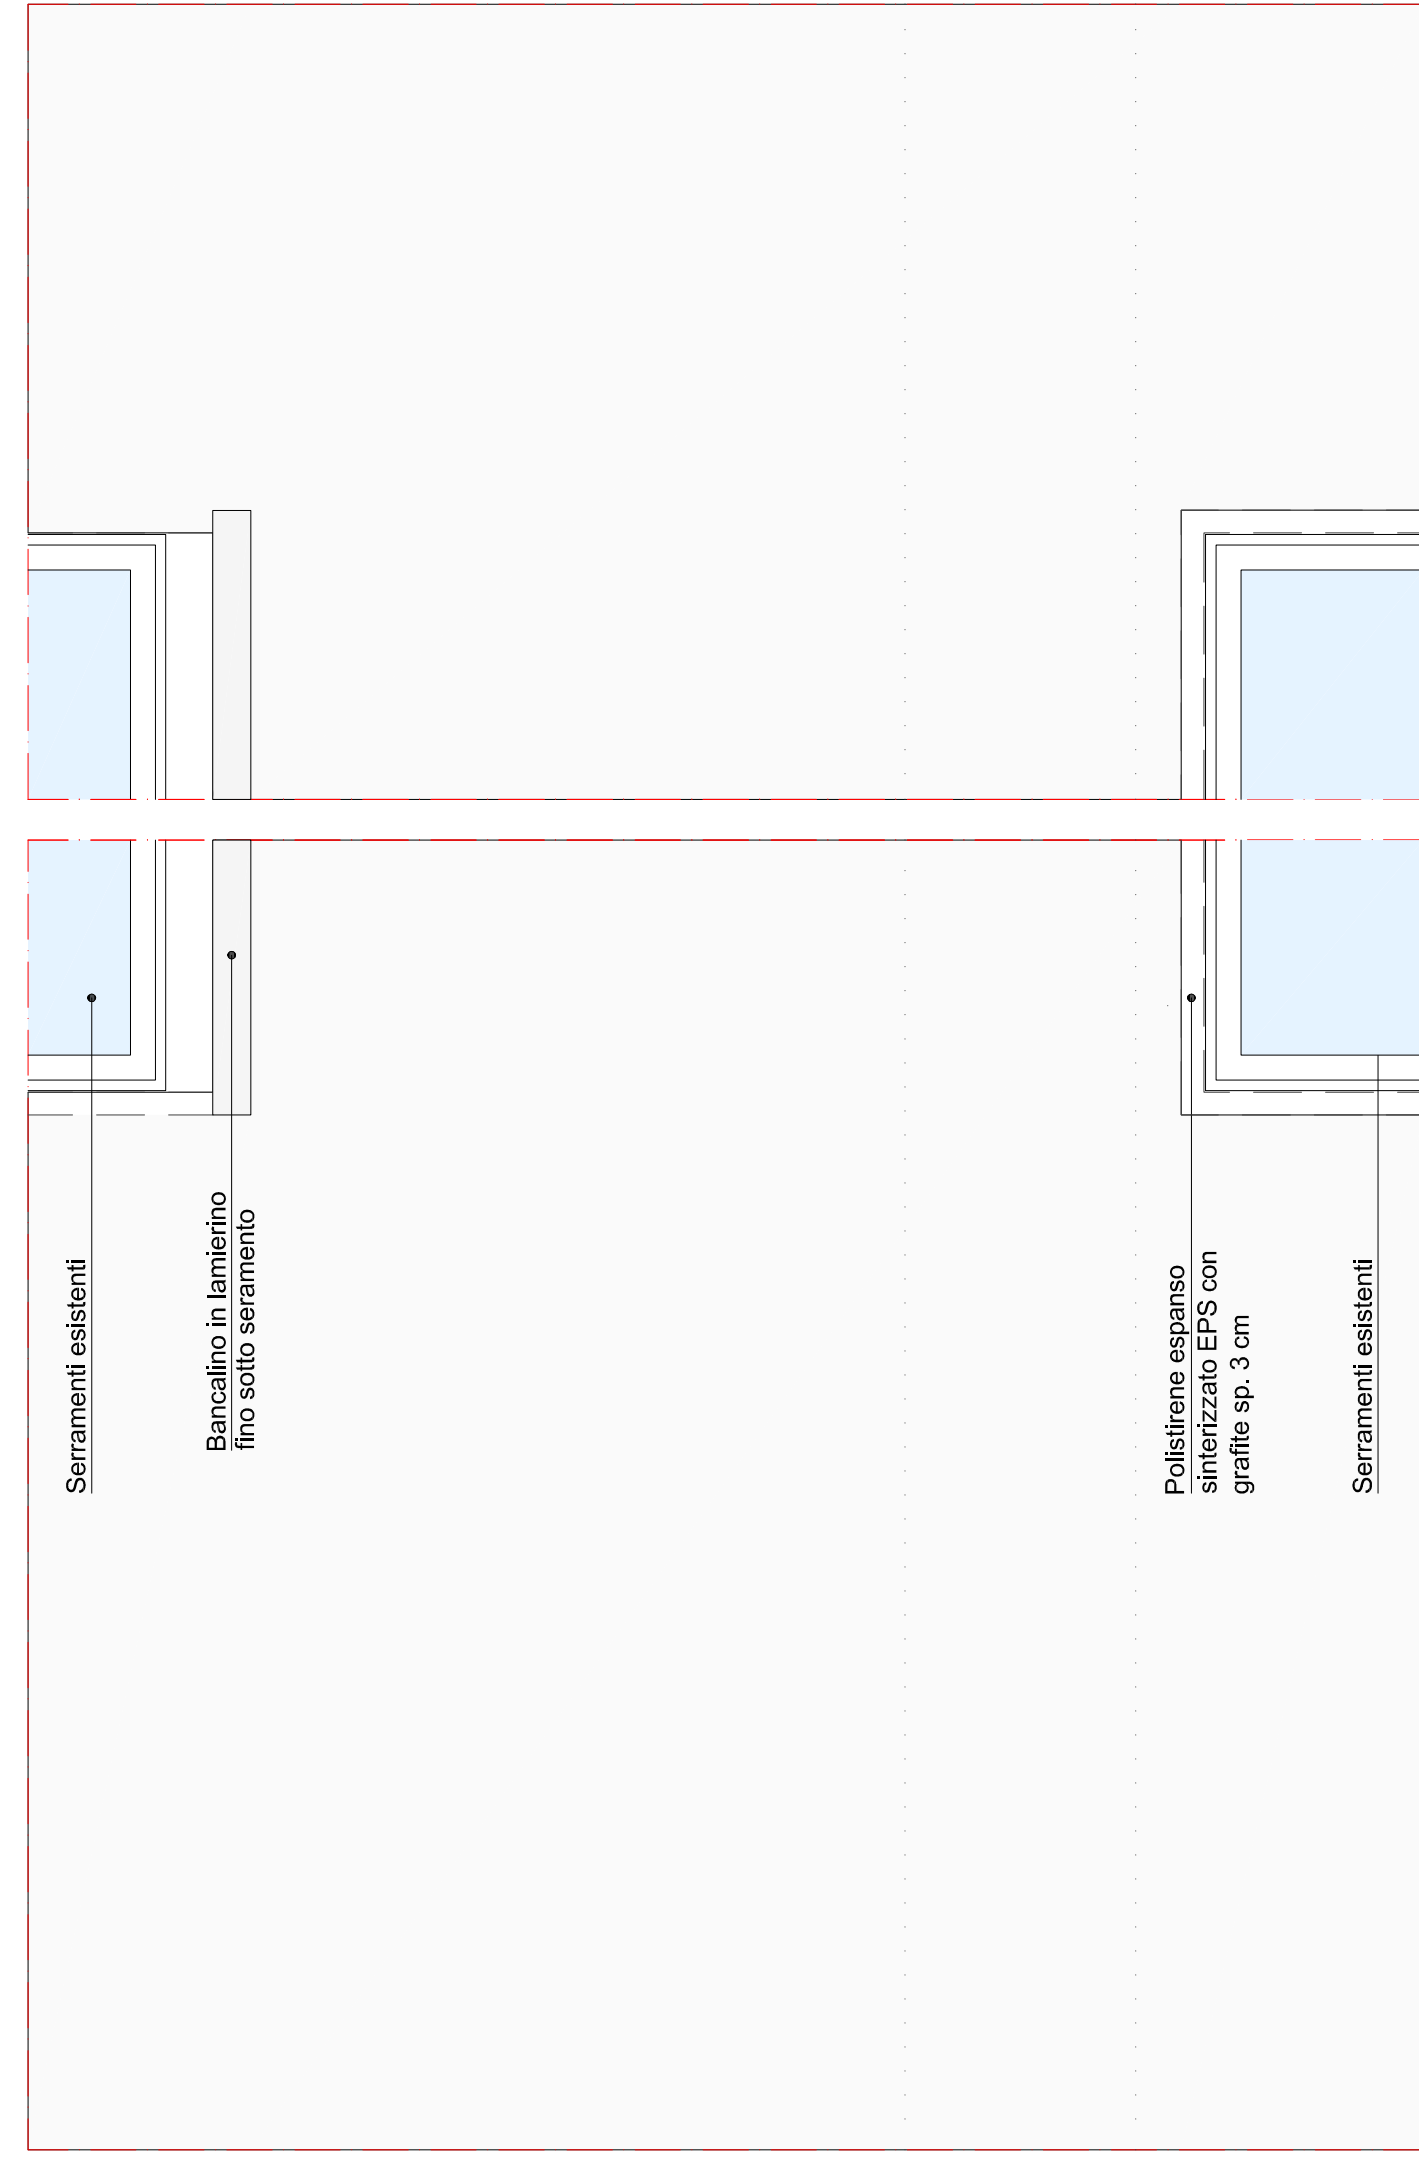 Serramenti esistenti
Bancalino in lamierino
fino sotto seramento
Polistirene espanso
sinterizzato EPS con
grafite sp. 3 cm
Serramenti esistenti